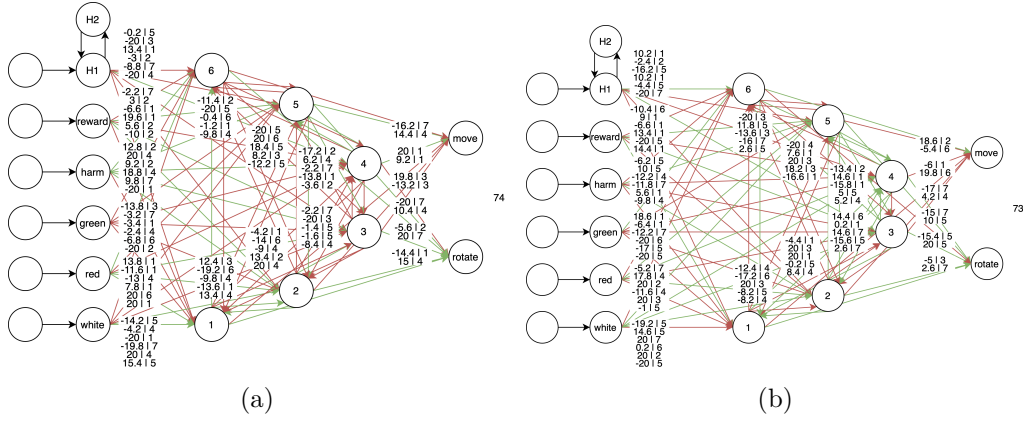 H2
H1
reward
harm
green
red
white
-0.2 | 5
-20 | 3
13.4 | 1
-3 | 2
-8.8 | 7
-20 | 4
-2.2 | 7
3 | 2
-6.6 | 1
19.6 | 1
5.6 | 2
-10 | 2
12.8 | 2
20 | 4
9.2 | 2
18.8 | 4
9.8 | 7
-20 | 1
-13.8 | 3
-3.2 | 7
-3.4 | 1
-2.4 | 4
-6.8 | 6
-20 | 2
13.8 | 1
-11.6 | 1
-13 | 4
7.8 | 1
20 | 6
20 | 1
-14.2 | 5
-4.2 | 4
-20 | 1
-19.8 | 7
20 | 4
15.4 | 5
6
-11.4 | 2
-20 | 5
-0.4 | 6
-1.2 | 1
-9.8 | 4
5
-20 | 5
20 | 6
18.4 | 5
8.2 | 3
-12.2 | 5
4
-17.2 | 2
6.2 | 4
-2.2 | 7
-13.8 | 1
-3.6 | 2
3
-2.2 | 7
-20 | 3
-1.4 | 5
-1.6 | 5
-8.4 | 4
2
-4.2 | 1
-14 | 6
-9 | 4
13.4 | 2
20 | 4
1
12.4 | 3
-19.2 | 6
-9.8 | 4
-13.6 | 1
13.4 | 4
-16.2 | 7
14.4 | 4
20 | 1
9.2 | 1
19.8 | 3
-13.2 | 3
-20 | 7
10.4 | 4
-5.6 | 2
20 | 7
-14.4 | 1
15 | 4
move
rotate
74
(a)
H2
H1
reward
harm
green
red
white
10.2 | 1
-2.4 | 2
-16.2 | 5
10.2 | 1
-4.4 | 5
-20 | 7
-10.4 | 6
9 | 1
-6.6 | 1
13.4 | 1
-20 | 5
14.4 | 1
-6.2 | 5
10 | 5
-12.2 | 4
-11.8 | 7
5.6 | 1
-9.8 | 4
18.6 | 1
-6.4 | 1
-12.2 | 7
-20 | 6
-17 | 5
-20 | 5
-5.2 | 7
17.8 | 4
20 | 2
-11.6 | 4
20 | 3
-1 | 5
-19.2 | 5
14.6 | 5
20 | 7
0.2 | 6
20 | 2
-20 | 5
6
-20 | 3
11.8 | 5
-13.6 | 3
-16 | 7
2.6 | 5
5
-20 | 4
7.6 | 1
20 | 3
18.2 | 3
-16.6 | 1
4
-13.4 | 2
14.6 | 1
-15.8 | 1
5 | 5
5.2 | 4
3
14.4 | 6
0.2 | 1
14.6 | 7
-15.6 | 5
2.6 | 7
2
-4.4 | 1
20 | 3
20 | 1
-0.2 | 5
8.4 | 4
1
-12.4 | 4
-17.2 | 6
20 | 3
-8.2 | 5
-8.2 | 4
18.6 | 2
-5.4 | 6
-6 | 1
19.8 | 6
-17 | 7
4.2 | 4
-15 | 7
10 | 5
-15.4 | 5
20 | 5
-5 | 3
2.6 | 7
move
rotate
73
(b)